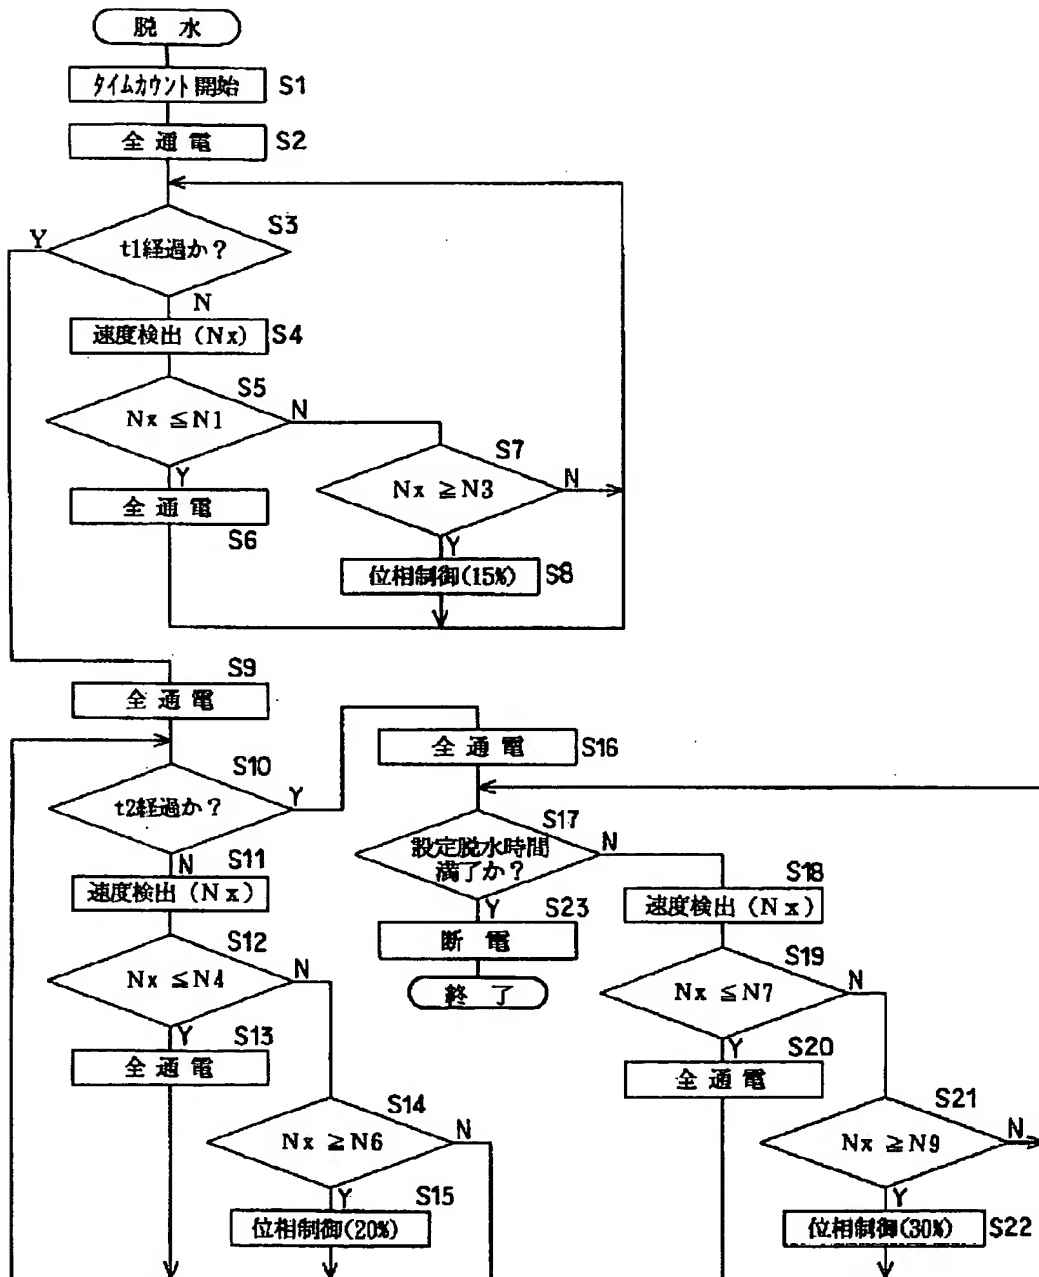 脱 水
タイムカウント開始 S1
全 通 電 S2
S3
Y
t1経過か？
N
速度検出 (Nx) S4
S5
N
Nx ≦N1
Y
S7
N
Nx ≧N3
全 通 電
S6
Y
位相制御(15%) S8
S9
全 通 電
全 通 電 S16
S10
Y
t2経過か？
N
S11
速度検出 (Nx)
S17
N
設定脱水時間
満了か？
Y
S23
断 電
終 了
S18
速度検出 (Nx)
S12
N
Nx ≦N4
Y
S13
全 通 電
S19
N
Nx ≦N7
Y
S20
全 通 電
S14
N
Nx ≧N6
Y
S15
位相制御(20%)
S21
N
Nx ≧N9
Y
位相制御(30%) S22